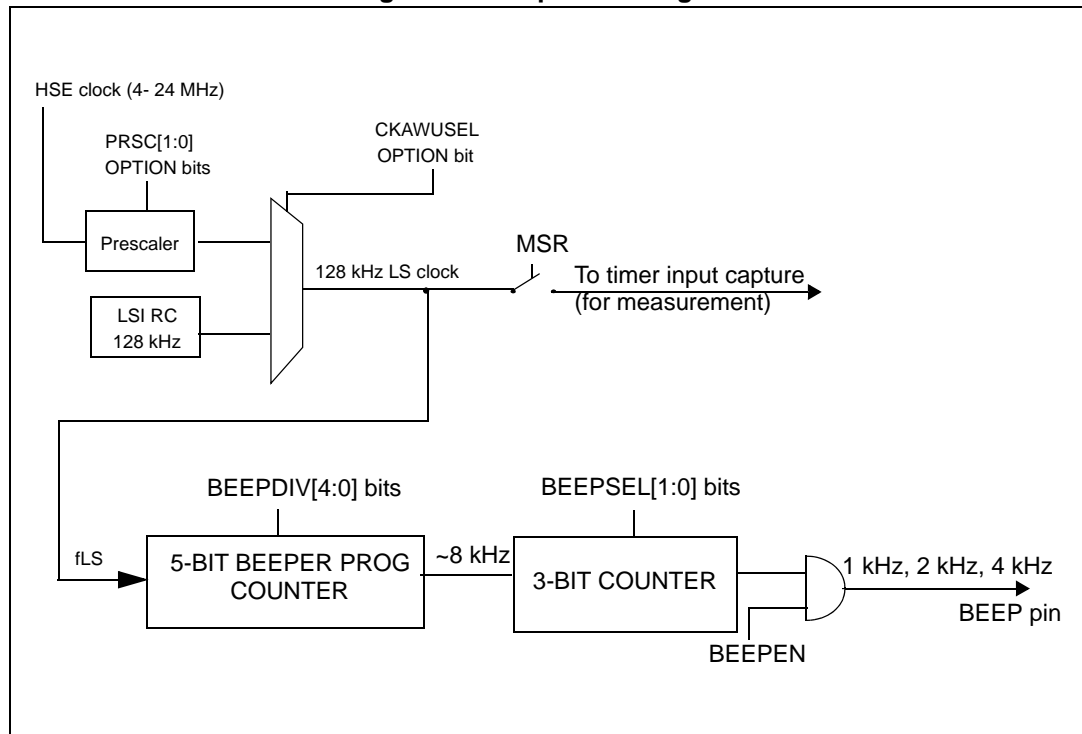 HSE clock (4- 24 MHz)
PRSC[1:0]
OPTION bits
CKAWUSEL
OPTION bit
Prescaler
MSR
128 kHz LS clock
To timer input capture
(for measurement)
LSI RC
128 kHz
BEEPDIV[4:0] bits
BEEPSEL[1:0] bits
fLS
5-BIT BEEPER PROG
COUNTER
~8 kHz
3-BIT COUNTER
1 kHz, 2 kHz, 4 kHz
BEEP pin
BEEPEN